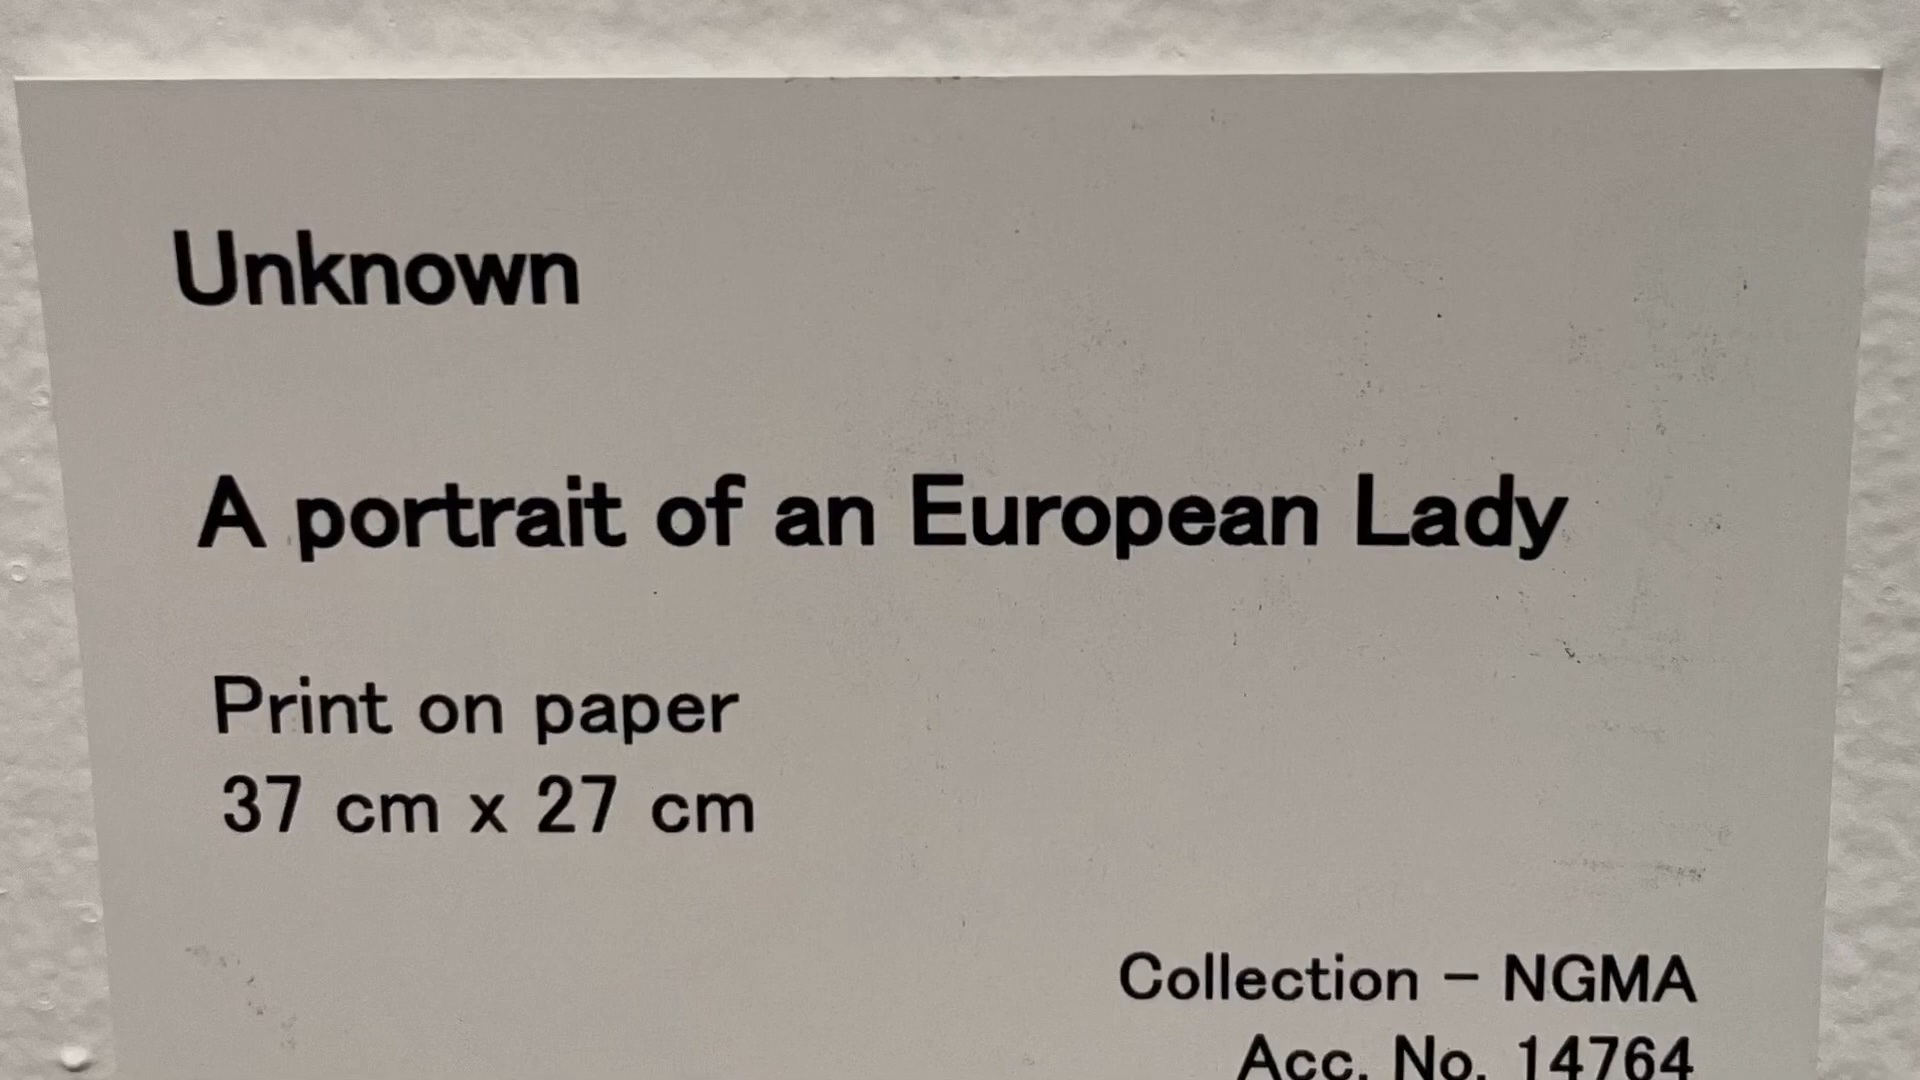 Unknown
A portrait of an European Lady
Print on paper
37 cm x 27 cm
Collection - NGMA
Acc. No. 14764